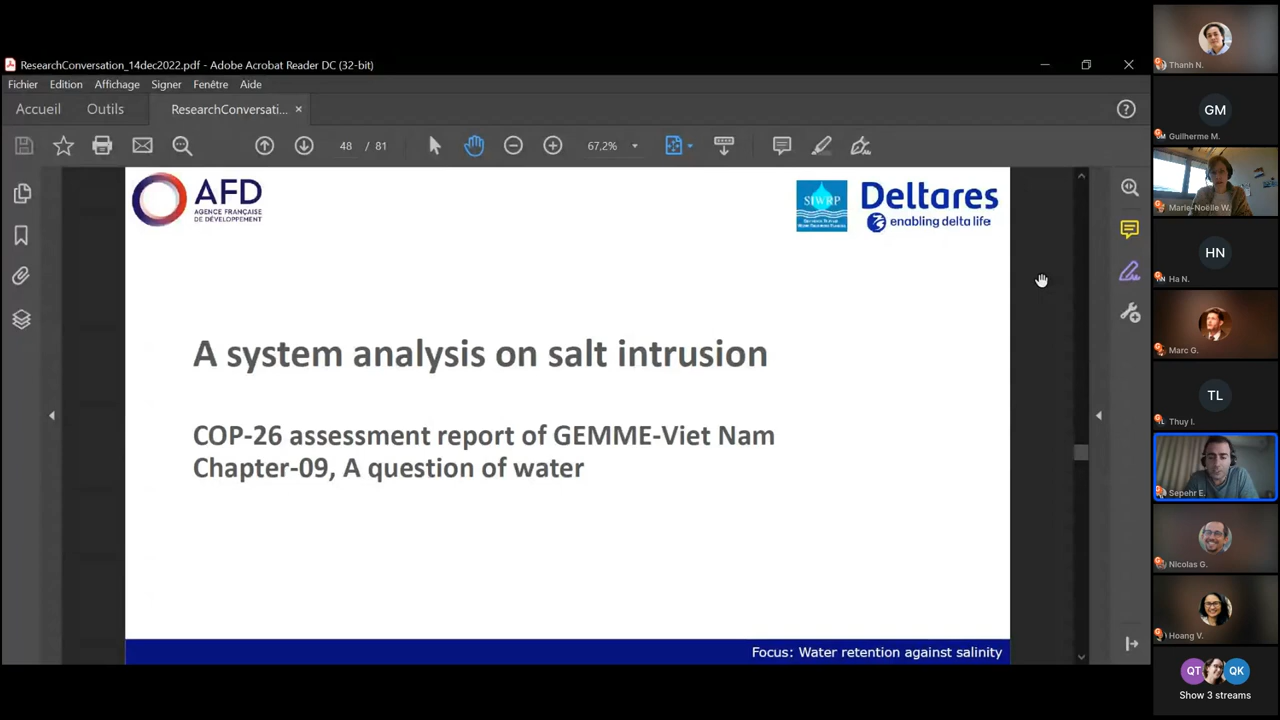 ResearchConversation_14dec2022.pdf - Adobe Acrobat Reader DC (32-bit)
Fichier Edition Affichage Signer Fenêtre Aide
Accueil Outils ResearchConversati... ×
48 / 81 67,2%
AFD
AGENCE FRANÇAISE
DE DÉVELOPPEMENT
SIWRP
Deltares
enabling delta life
A system analysis on salt intrusion
COP-26 assessment report of GEMME-Viet Nam
Chapter-09, A question of water
Focus: Water retention against salinity
Thanh N.
GM
Guilherme M.
Marie-Noëlle W.
HN
Ha N.
Marc G.
TL
Thuy I.
Sepehr E.
Nicolas G.
Hoang V.
QT QK
Show 3 streams